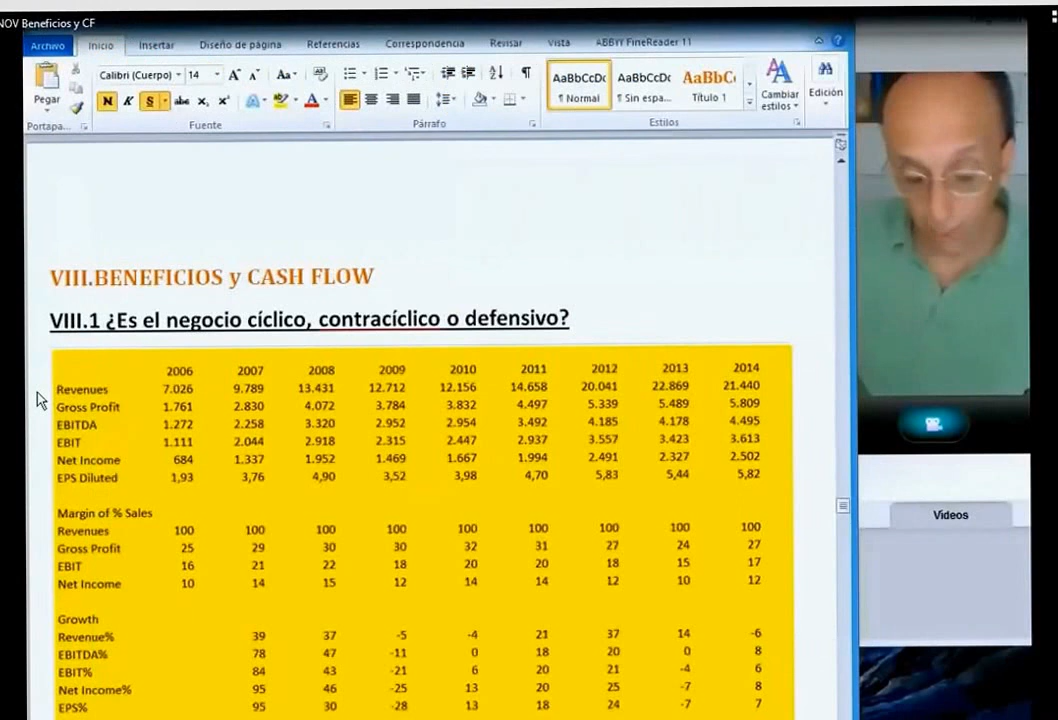 NOV Beneficios y CF
Archivo Inicio Insertar Diseño de página Referencias Correspondencia Revisar Vista ABBYY FineReader 11
Calibri (Cuerpo) 14 A A Aa
Pegar N K S abe x, x² A A
AaBbCcDc AaBbCcDc AaBbC
¶ Normal ¶ Sin espa... Título 1 Cambiar estilos Edición
Portapa... Fuente Párrafo Estilos
VIII.BENEFICIOS y CASH FLOW
VIII.1 ¿Es el negocio cíclico, contracíclico o defensivo?
2006 2007 2008 2009 2010 2011 2012 2013 2014
Revenues 7.026 9.789 13.431 12.712 12.156 14.658 20.041 22.869 21.440
Gross Profit 1.761 2.830 4.072 3.784 3.832 4.497 5.339 5.489 5.809
EBITDA 1.272 2.258 3.320 2.952 2.954 3.492 4.185 4.178 4.495
EBIT 1.111 2.044 2.918 2.315 2.447 2.937 3.557 3.423 3.613
Net Income 684 1.337 1.952 1.469 1.667 1.994 2.491 2.327 2.502
EPS Diluted 1,93 3,76 4,90 3,52 3,98 4,70 5,83 5,44 5,82
Margin of % Sales
Revenues 100 100 100 100 100 100 100 100 100
Gross Profit 25 29 30 30 32 31 27 24 27
EBIT 16 21 22 18 20 20 18 15 17
Net Income 10 14 15 12 14 14 12 10 12
Growth
Revenue% 39 37 -5 -4 21 37 14 -6
EBITDA% 78 47 -11 0 18 20 0 8
EBIT% 84 43 -21 6 20 21 -4 6
Net Income% 95 46 -25 13 20 25 -7 8
EPS% 95 30 -28 13 18 24 -7 7
Videos